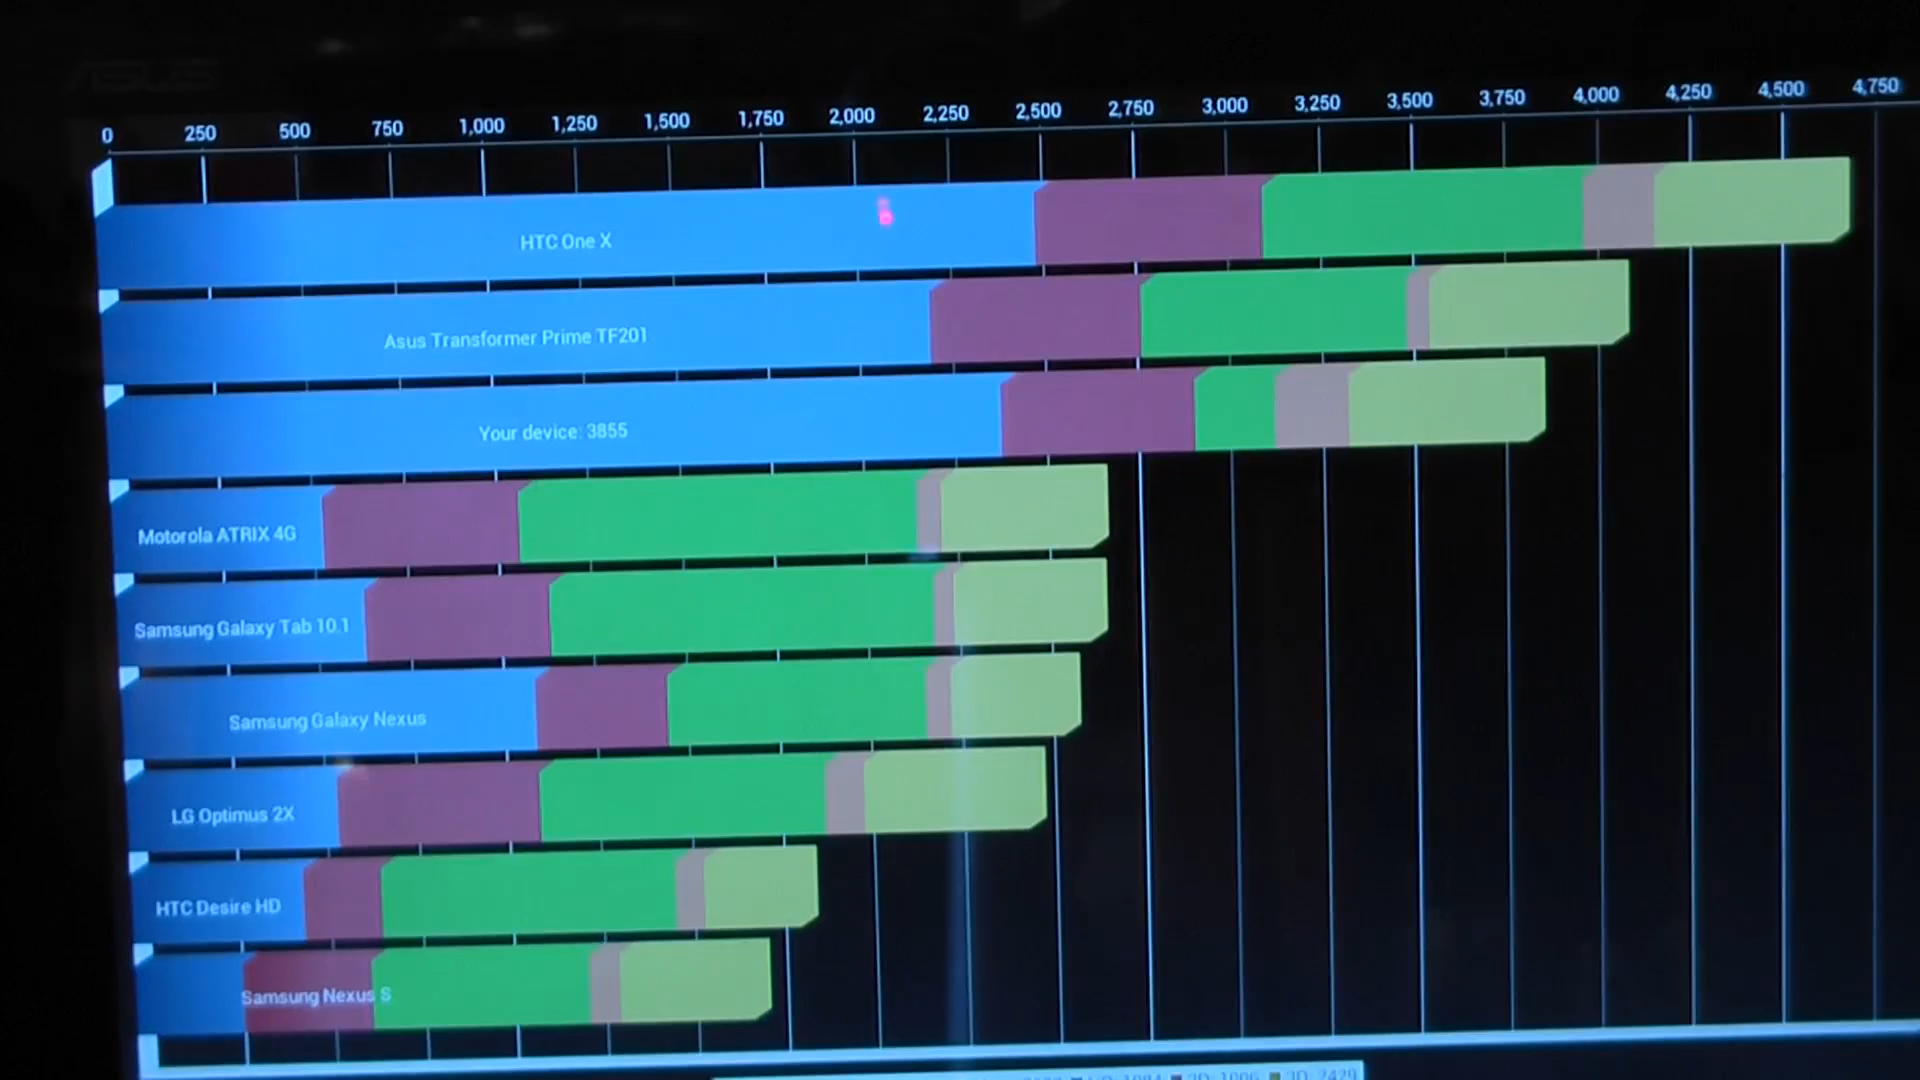 ASUS
0 250 500 750 1,000 1,250 1,500 1,750 2,000 2,250 2,500 2,750 3,000 3,250 3,500 3,750 4,000 4,250 4,500 4,750
HTC One X
Asus Transformer Prime TF201
Your device: 3855
Motorola ATRIX 4G
Samsung Galaxy Tab 10.1
Samsung Galaxy Nexus
LG Optimus 2X
HTC Desire HD
Samsung Nexus S